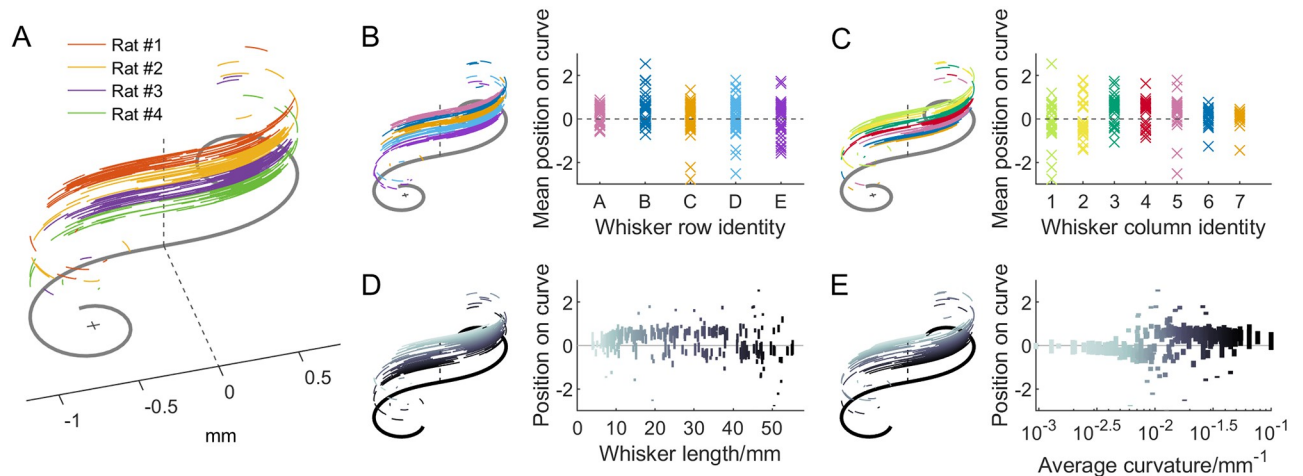 A
Rat #1
Rat #2
Rat #3
Rat #4
-1
-0.5
0
0.5
mm
B
Mean position on curve
2
0
-2
A B C D E
Whisker row identity
C
Mean position on curve
2
0
-2
1 2 3 4 5 6 7
Whisker column identity
D
Position on curve
2
0
-2
0 10 20 30 40 50
Whisker length/mm
E
Position on curve
2
0
-2
10⁻³ 10⁻²·⁵ 10⁻² 10⁻¹·⁵ 10⁻¹
Average curvature/mm⁻¹